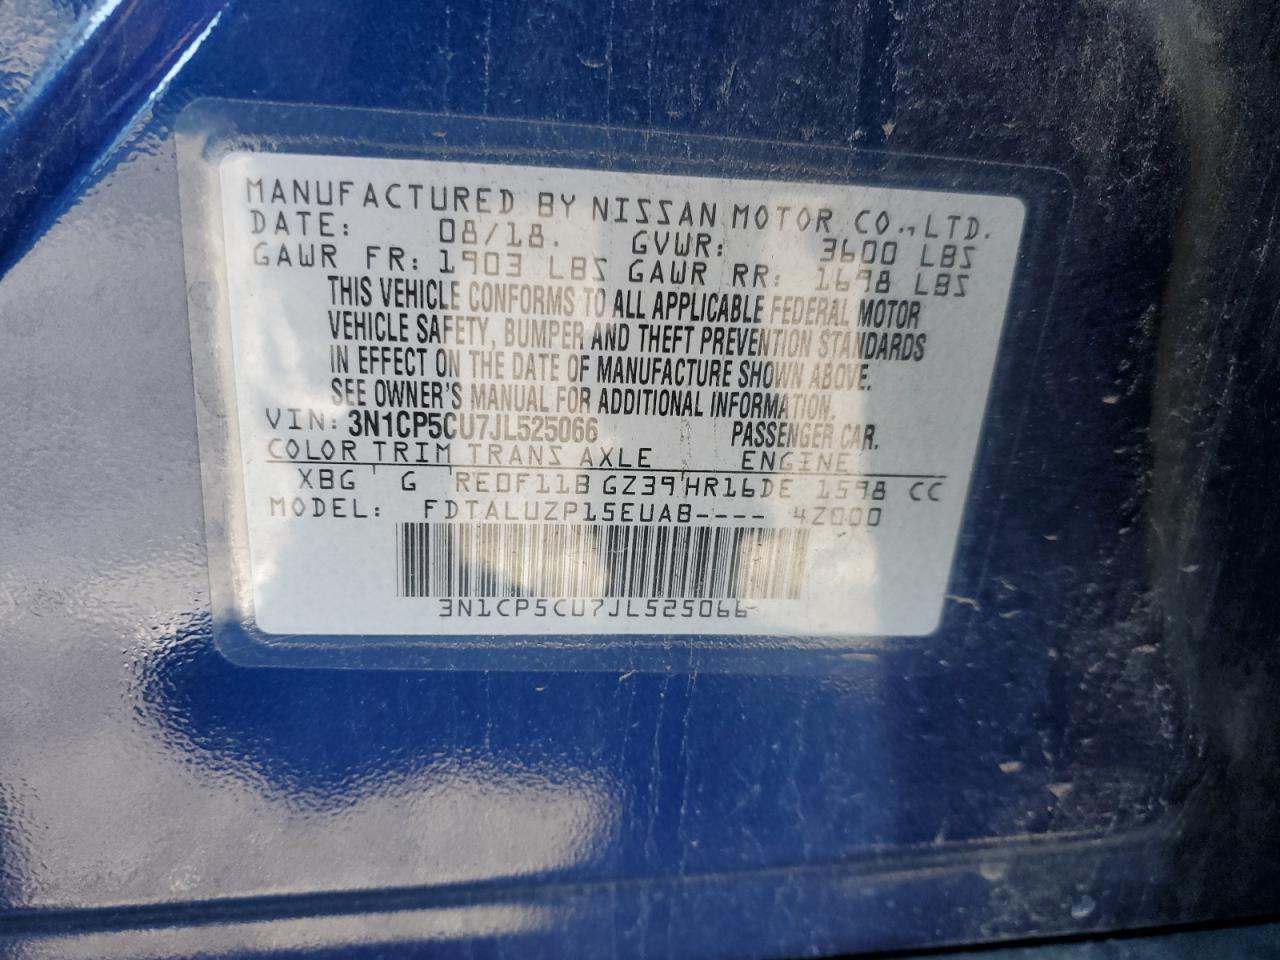 MANUFACTURED BY NISSAN MOTOR CO., LTD.
DATE: 08/18. GVWR: 3600 LBS
GAWR FR: 1903 LBS GAWR RR: 1698 LBS
THIS VEHICLE CONFORMS TO ALL APPLICABLE FEDERAL MOTOR
VEHICLE SAFETY, BUMPER AND THEFT PREVENTION STANDARDS
IN EFFECT ON THE DATE OF MANUFACTURE SHOWN ABOVE.
SEE OWNER'S MANUAL FOR ADDITIONAL INFORMATION.
VIN: 3N1CP5CU7JL525066 PASSENGER CAR.
COLOR TRIM TRANS AXLE ENGINE
XBG G RE0F11B GZ39 HR16DE 1598 CC
MODEL: FDTALUZP15EUAB---- 4Z000
3N1CP5CU7JL525066